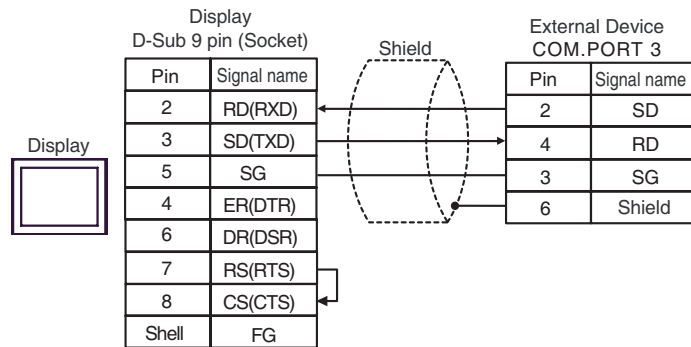 Display
D-Sub 9 pin (Socket)
Shield
External Device
COM.PORT 3
Pin Signal name
Pin Signal name
2 RD(RXD)
2 SD
Display
3 SD(TXD)
4 RD
5 SG
3 SG
4 ER(DTR)
6 Shield
6 DR(DSR)
7 RS(RTS)
8 CS(CTS)
Shell FG